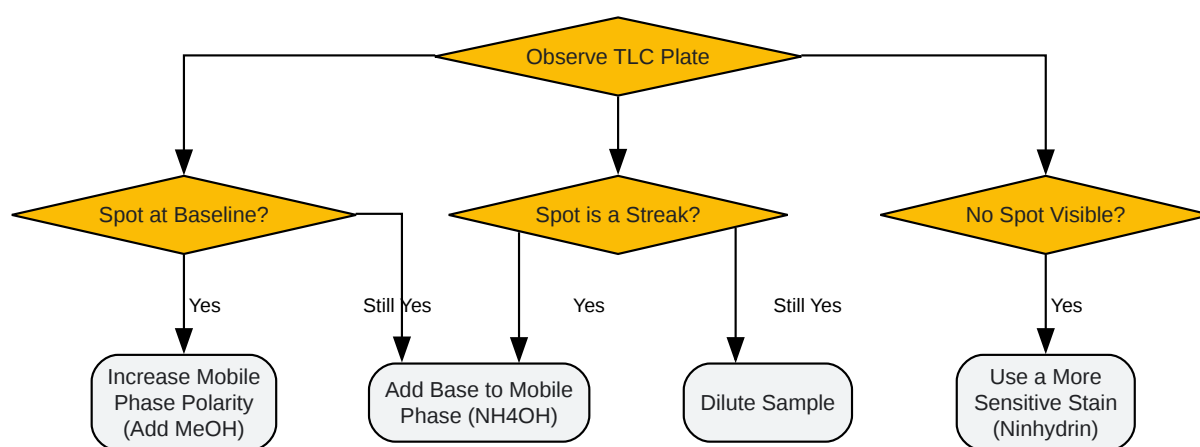 Observe TLC Plate
Spot at Baseline?
Spot is a Streak?
No Spot Visible?
Yes
Still Yes
Yes
Still Yes
Yes
Increase Mobile
Phase Polarity
(Add MeOH)
Add Base to Mobile
Phase (NH4OH)
Dilute Sample
Use a More
Sensitive Stain
(Ninhydrin)